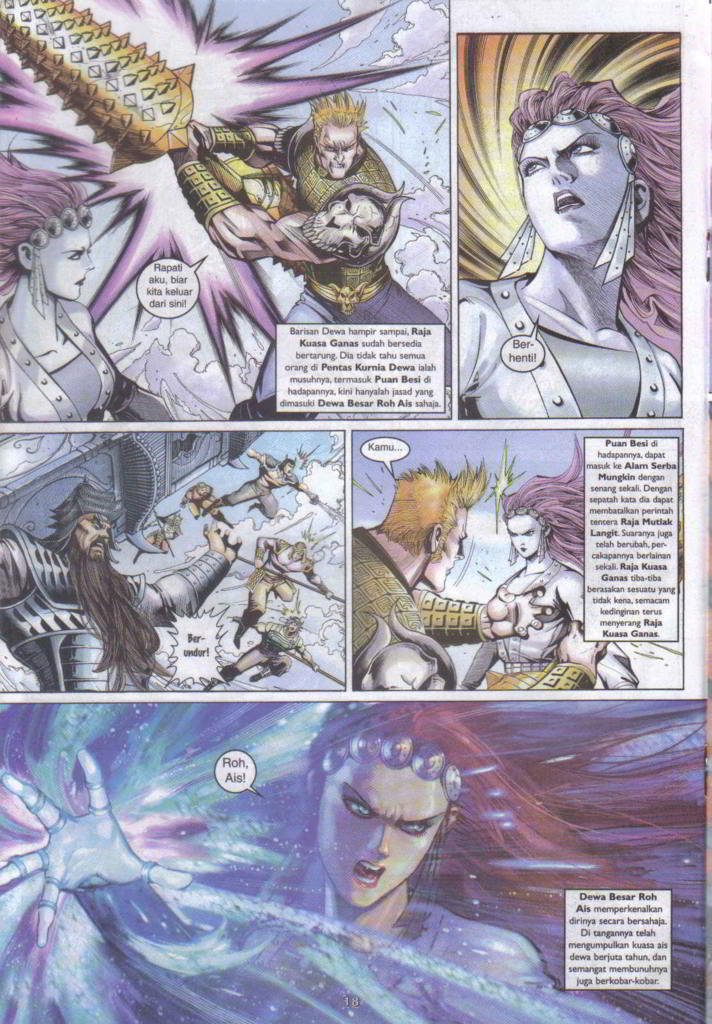 Rapati
aku, biar
kita keluar
dari sini!
Barisan Dewa hampir sampai, Raja
Kuasa Ganas sudah bersedia
bertarung. Dia tidak tahu semua
orang di Pentas Kurnia Dewa ialah
musuhnya, termasuk Puan Besi di
hadapannya, kini hanyalah jasad yang
dimasuki Dewa Besar Roh Ais sahaja.
Ber-
henti!
Ber-
undur!
Kamu...
Puan Besi di
hadapannya, dapat
masuk ke Alam Serba
Mungkin dengan
senang sekali. Dengan
sepatah kata dia dapat
membatalkan perintah
tentera Raja Mutlak
Langit. Suaranya juga
telah berubah, per-
cakapannya berlainan
sekali. Raja Kuasa
Ganas tiba-tiba
berasakan sesuatu yang
tidak kena, semacam
kedinginan terus
menyerang Raja
Kuasa Ganas.
Roh,
Ais!
Dewa Besar Roh
Ais memperkenalkan
dirinya secara bersahaja.
Di tangannya telah
mengumpulkan kuasa ais
dewa berjuta tahun, dan
semangat membunuhnya
juga berkobar-kobar.
18